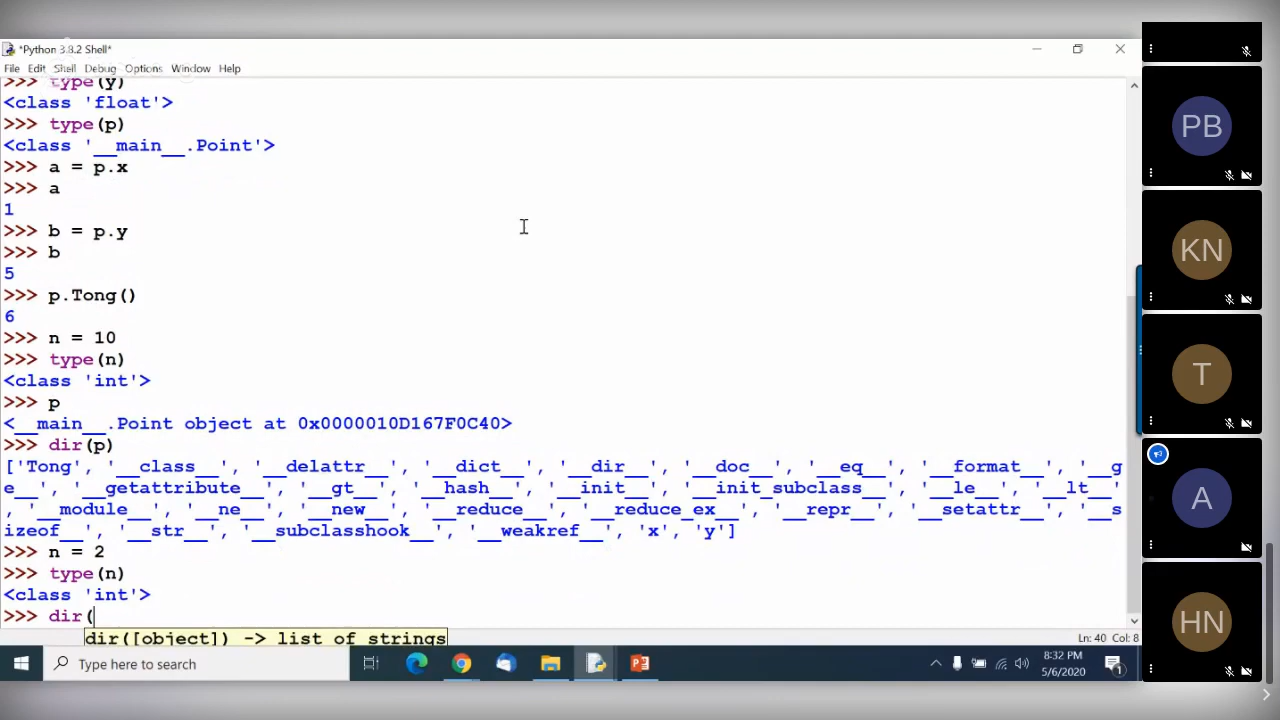 *Python 3.8.2 Shell*
File Edit Shell Debug Options Window Help
>>> type(y)
<class 'float'>
>>> type(p)
<class '__main__.Point'>
>>> a = p.x
>>> a
1
>>> b = p.y
>>> b
5
>>> p.Tong()
6
>>> n = 10
>>> type(n)
<class 'int'>
>>> p
<__main__.Point object at 0x0000010D167F0C40>
>>> dir(p)
['Tong', '__class__', '__delattr__', '__dict__', '__dir__', '__doc__', '__eq__', '__format__', '__g
e__', '__getattribute__', '__gt__', '__hash__', '__init__', '__init_subclass__', '__le__', '__lt__'
, '__module__', '__ne__', '__new__', '__reduce__', '__reduce_ex__', '__repr__', '__setattr__', '__s
izeof__', '__str__', '__subclasshook__', '__weakref__', 'x', 'y']
>>> n = 2
>>> type(n)
<class 'int'>
>>> dir(
dir([object]) -> list of strings
Ln: 40 Col: 8
Type here to search
8:32 PM
5/6/2020
1
PB
KN
T
A
HN